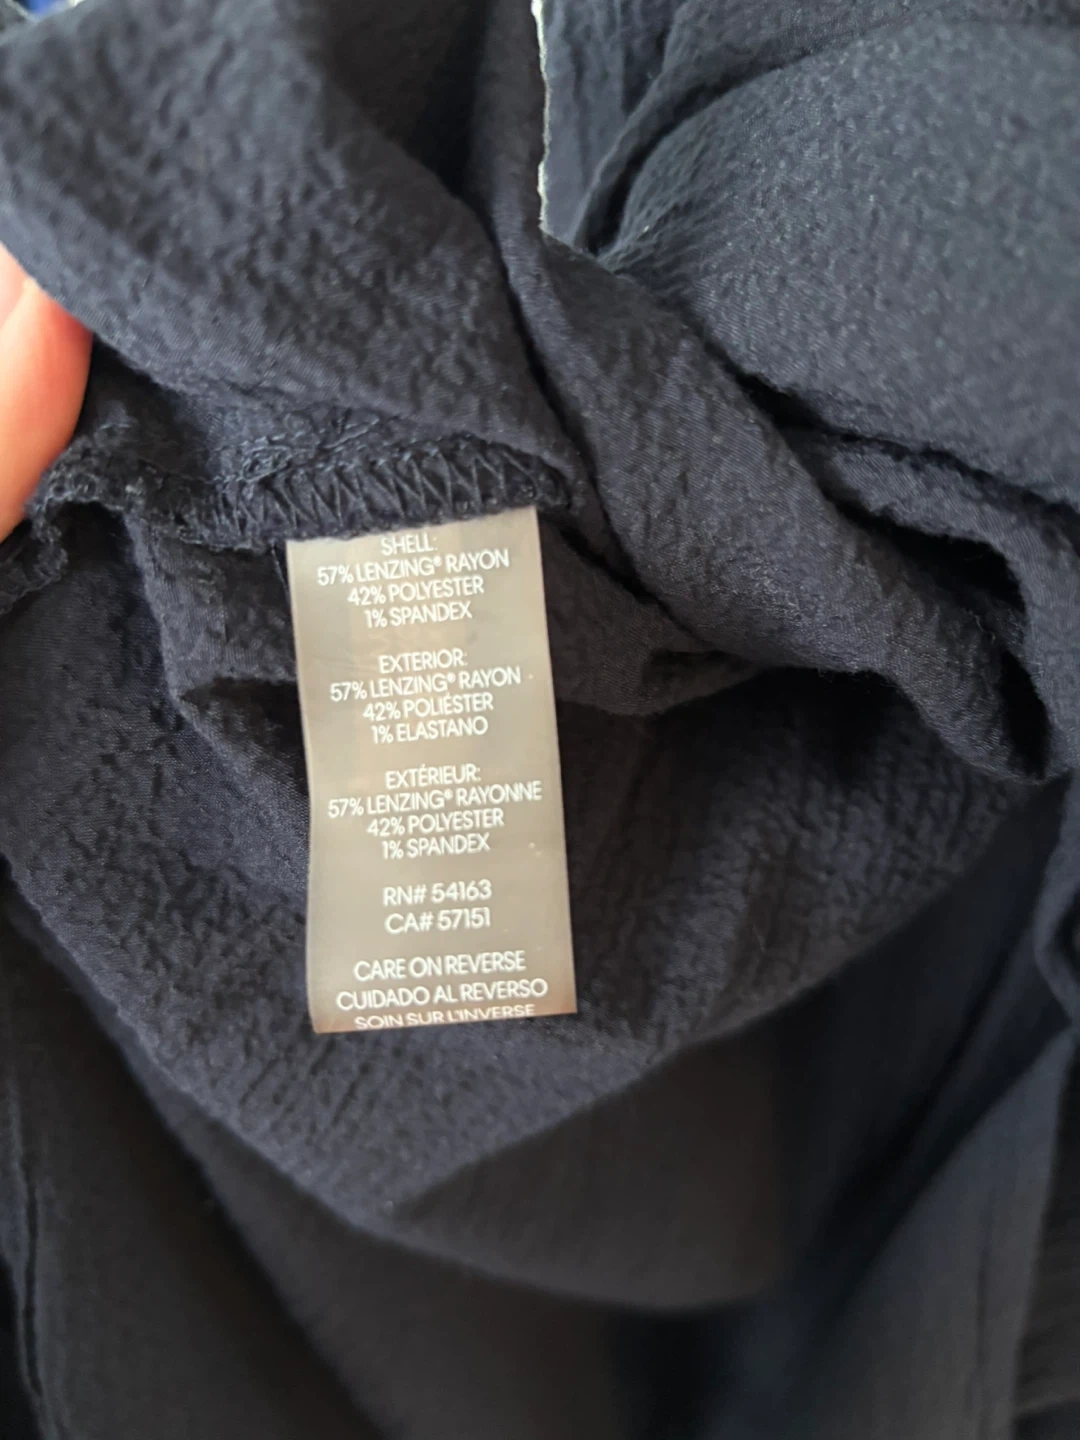 SHELL:
57% LENZING® RAYON
42% POLYESTER
1% SPANDEX
EXTERIOR:
57% LENZING® RAYON
42% POLIÉSTER
1% ELASTANO
EXTÉRIEUR:
57% LENZING® RAYONNE
42% POLYESTER
1% SPANDEX
RN# 54163
CA# 57151
CARE ON REVERSE
CUIDADO AL REVERSO
SOIN SUR L'INVERSE